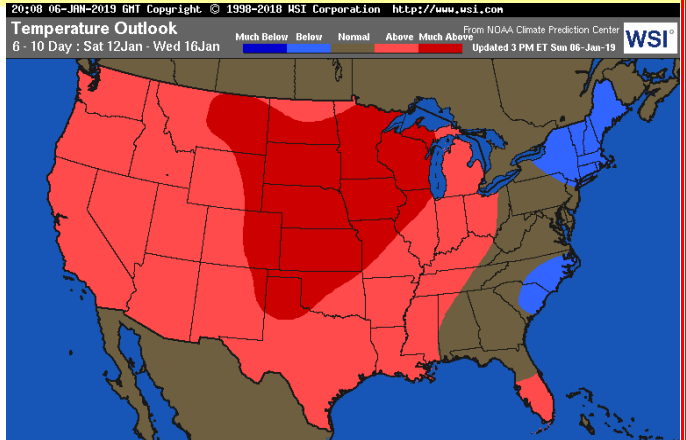 20:08 06-JAN-2019 GMT Copyright © 1998-2018 WSI Corporation http://www.wsi.com
Temperature Outlook
6 - 10 Day : Sat 12Jan - Wed 16Jan
Much Below Below Normal Above Much Above
From NOAA Climate Prediction Center
Updated 3 PM ET Sun 06-Jan-19
WSI